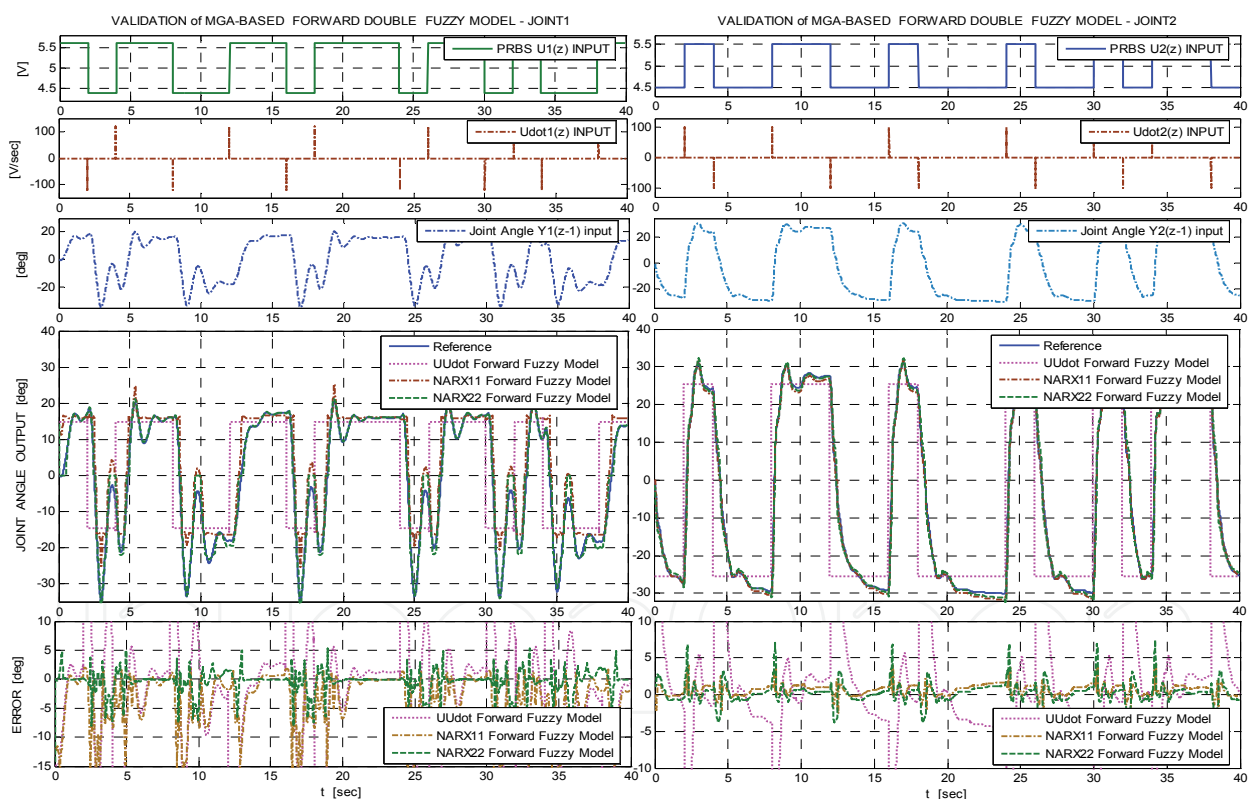 VALIDATION of MGA-BASED FORWARD DOUBLE FUZZY MODEL - JOINT1
PRBS U1(z) INPUT
[V]
5.5
5
4.5
0 5 10 15 20 25 30 35 40
Udot1(z) INPUT
[V/sec]
100
0
-100
0 5 10 15 20 25 30 35 40
Joint Angle Y1(z-1) input
[deg]
20
0
-20
0 5 10 15 20 25 30 35 40
Reference
UUdot Forward Fuzzy Model
NARX11 Forward Fuzzy Model
NARX22 Forward Fuzzy Model
JOINT ANGLE OUTPUT [deg]
40
30
20
10
0
-10
-20
-30
0 5 10 15 20 25 30 35 40
ERROR [deg]
10
5
0
-5
-10
-15
UUdot Forward Fuzzy Model
NARX11 Forward Fuzzy Model
NARX22 Forward Fuzzy Model
0 5 10 15 20 25 30 35 40
t [sec]
VALIDATION of MGA-BASED FORWARD DOUBLE FUZZY MODEL - JOINT2
PRBS U2(z) INPUT
5.5
5
4.5
0 5 10 15 20 25 30 35 40
Udot2(z) INPUT
100
0
-100
0 5 10 15 20 25 30 35 40
Joint Angle Y2(z-1) input
20
0
-20
0 5 10 15 20 25 30 35 40
Reference
UUdot Forward Fuzzy Model
NARX11 Forward Fuzzy Model
NARX22 Forward Fuzzy Model
40
30
20
10
0
-10
-20
-30
0 5 10 15 20 25 30 35 40
10
5
0
-5
-10
UUdot Forward Fuzzy Model
NARX11 Forward Fuzzy Model
NARX22 Forward Fuzzy Model
0 5 10 15 20 25 30 35 40
t [sec]